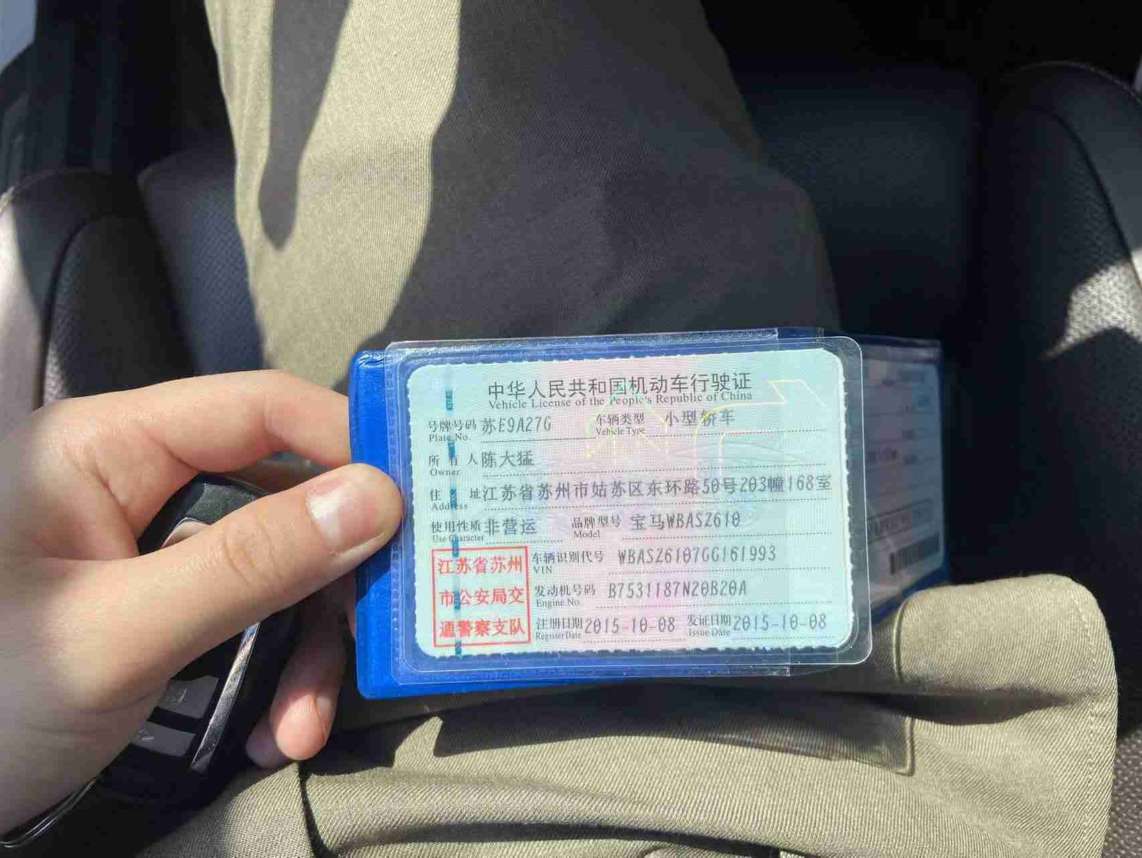 中华人民共和国机动车行驶证
Vehicle License of the People's Republic of China
号牌号码 苏E9A27G 车辆类型 小型轿车
Plate No. Vehicle Type
所有人 陈大猛
Owner
住址 江苏省苏州市姑苏区东环路50号203幢168室
Address
使用性质 非营运 品牌型号 宝马WBASZ610
Use Character Model
江苏省苏州
市公安局交
通警察支队
车辆识别代号 WBASZ6107GG161993
VIN
发动机号码 B7531187N20B20A
Engine No.
注册日期 2015-10-08 发证日期 2015-10-08
Register Date Issue Date